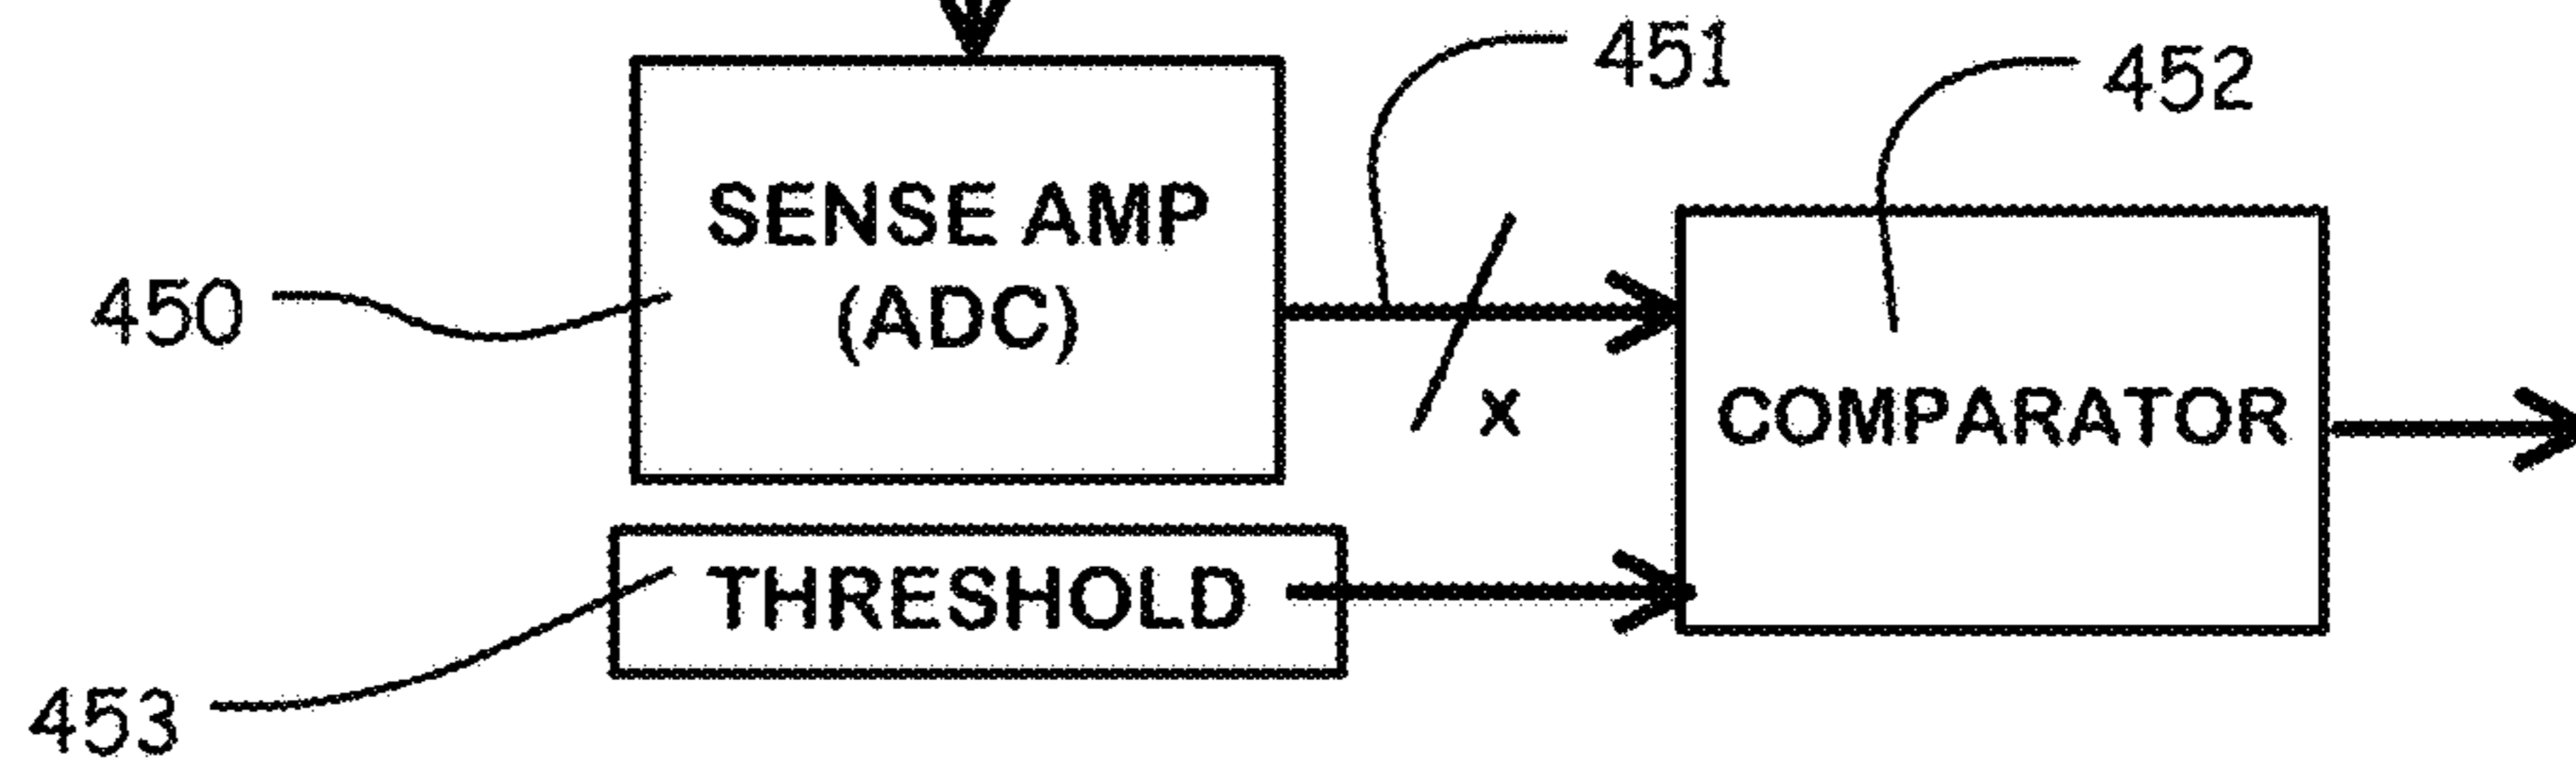 451
452
SENSE AMP
(ADC)
450
X
COMPARATOR
THRESHOLD
453